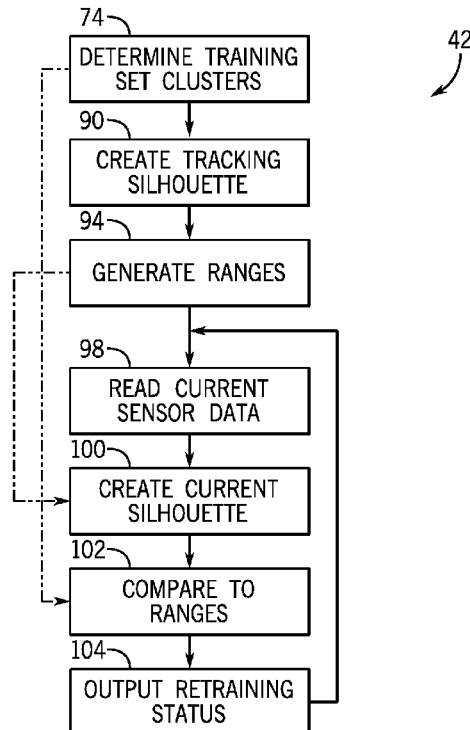 74
DETERMINE TRAINING
SET CLUSTERS
42
90
CREATE TRACKING
SILHOUETTE
94
GENERATE RANGES
98
READ CURRENT
SENSOR DATA
100
CREATE CURRENT
SILHOUETTE
102
COMPARE TO
RANGES
104
OUTPUT RETRAINING
STATUS